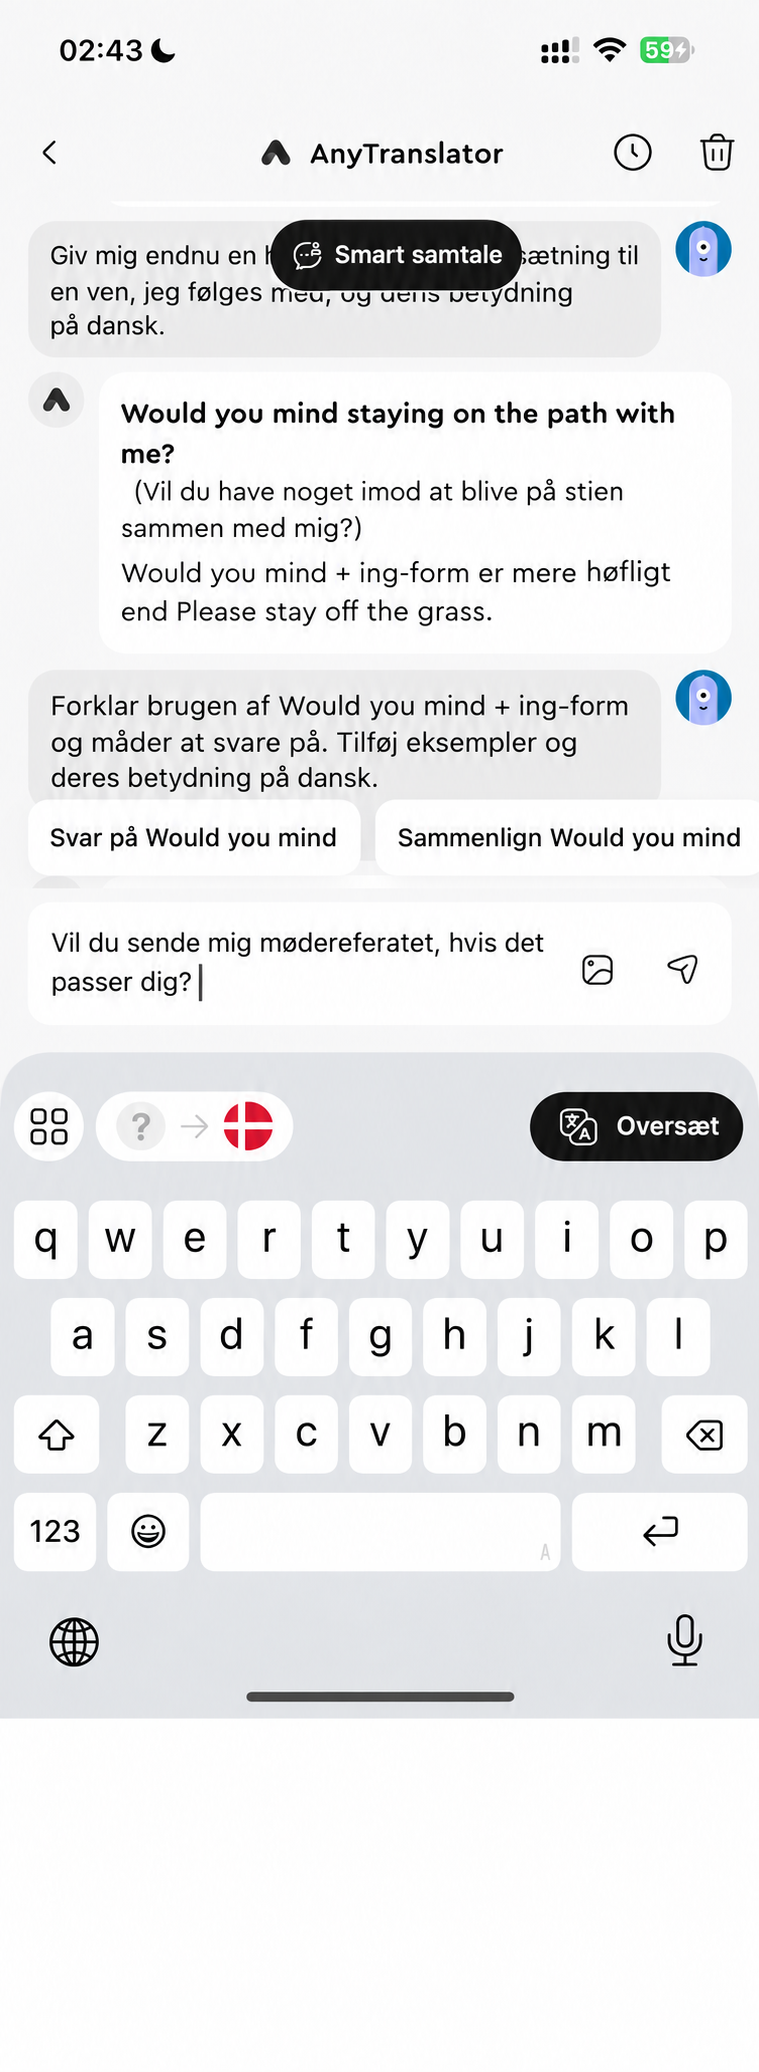 02:43
59
AnyTranslator
Smart samtale
Giv mig endnu en sætning til
en ven, jeg følges med, og dens betydning
på dansk.
Would you mind staying on the path with
me?
(Vil du have noget imod at blive på stien
sammen med mig?)
Would you mind + ing-form er mere høfligt
end Please stay off the grass.
Forklar brugen af Would you mind + ing-form
og måder at svare på. Tilføj eksempler og
deres betydning på dansk.
Svar på Would you mind
Sammenlign Would you mind
Vil du sende mig mødereferatet, hvis det
passer dig?
? → Oversæt
q w e r t y u i o p
a s d f g h j k l
z x c v b n m
123
A